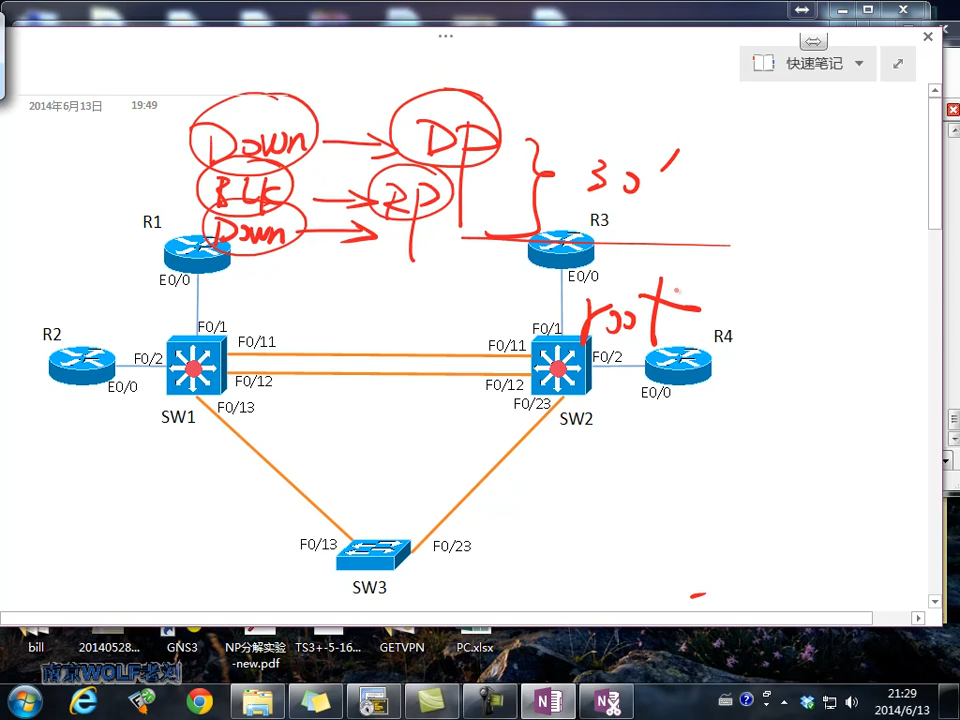 快速笔记
2014年6月13日 19:49
Down DP
BLK RP 30'
Down
R1 R3
E0/0 E0/0
root
F0/1 F0/1
R2 F0/11 F0/11 R4
F0/2 F0/2
E0/0 F0/12 F0/12 E0/0
F0/13 F0/23
SW1 SW2
F0/13 F0/23
SW3
bill 20140528... GNS3 NP分解实验-new.pdf TS3+-5-16... GETVPN PC.xlsx
南京WOLF老刘
21:29
2014/6/13